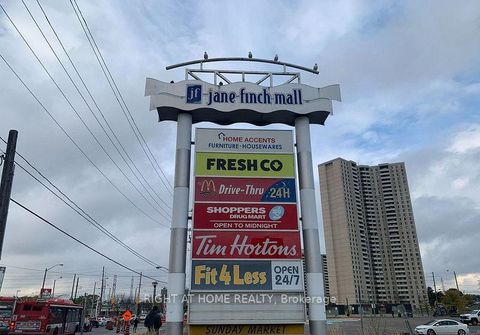 jf jane finch mall
HOME ACCENTS
FURNITURE • HOUSEWARES
FRESHCO
M Drive-Thru 24H
SHOPPERS
DRUG MART
OPEN TO MIDNIGHT
Tim Hortons
Fit4Less OPEN
24/7
RIGHT AT HOME REALTY, Brokerage
SUNDAY MARKET